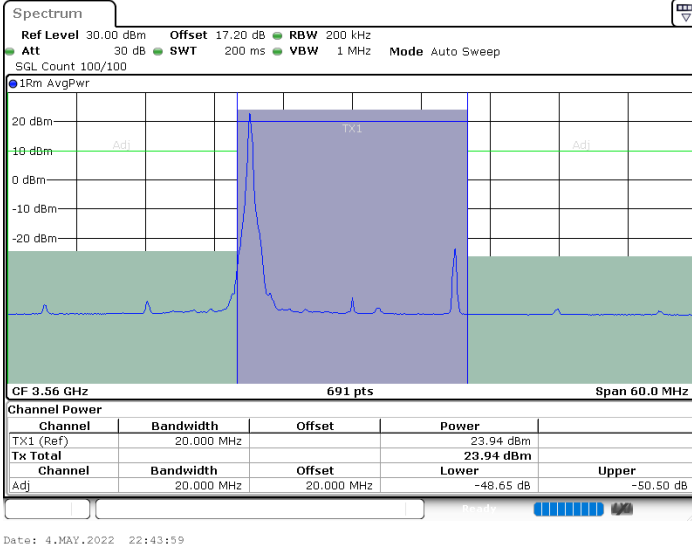 Spectrum
Ref Level 30.00 dBm Offset 17.20 dB RBW 200 kHz
Att 30 dB SWT 200 ms VBW 1 MHz Mode Auto Sweep
SGL Count 100/100
1Rm AvgPwr
20 dBm
TX1
Adj Adj
10 dBm
0 dBm
-10 dBm
-20 dBm
CF 3.56 GHz 691 pts Span 60.0 MHz
Channel Power
Channel Bandwidth Offset Power
TX1 (Ref) 20.000 MHz 23.94 dBm
Tx Total 23.94 dBm
Channel Bandwidth Offset Lower Upper
Adj 20.000 MHz 20.000 MHz -48.65 dB -50.50 dB
Ready
Date: 4.MAY.2022 22:43:59